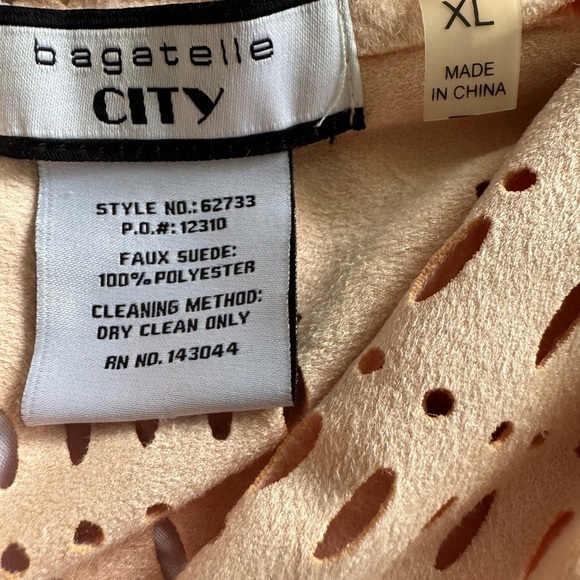 bagatelle
CITY
XL
MADE
IN CHINA
STYLE NO.: 62733
P.O.#: 12310
FAUX SUEDE:
100% POLYESTER
CLEANING METHOD:
DRY CLEAN ONLY
RN NO. 143044